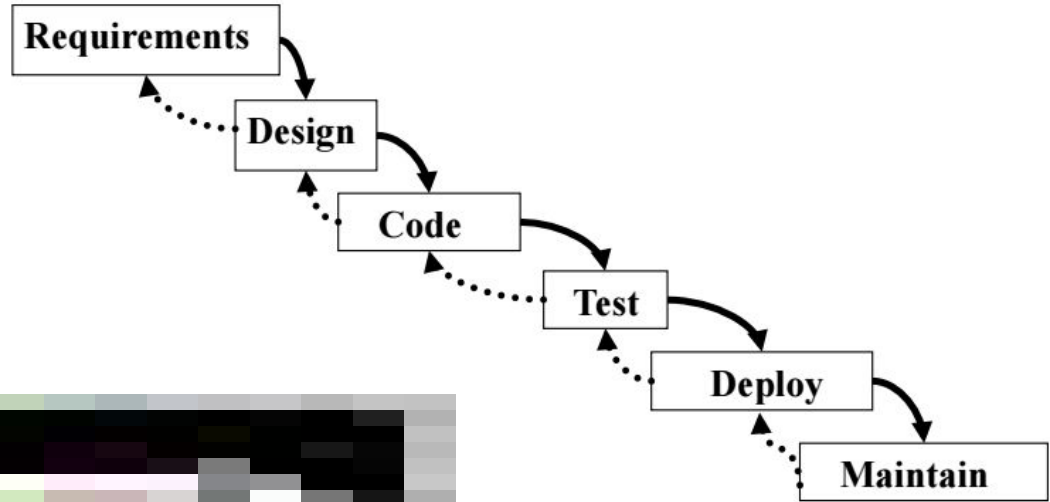 Requirements
Design
Code
Test
Deploy
Maintain